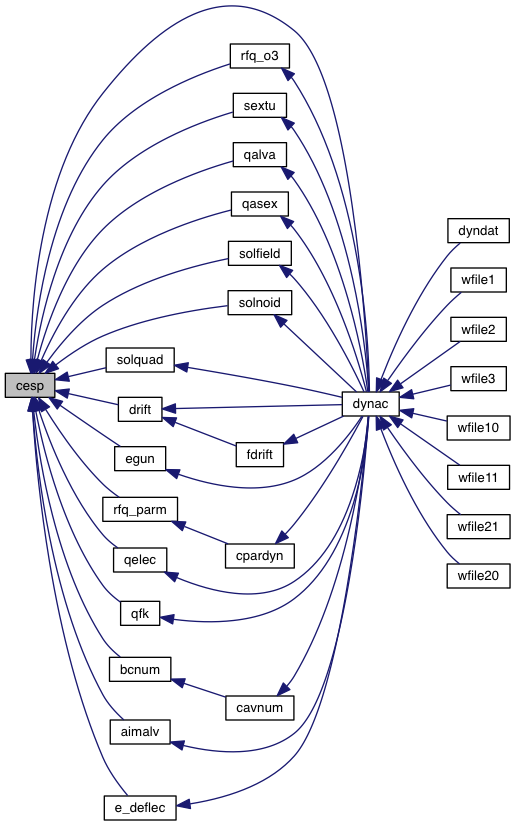 cesp
rfq_o3
sextu
qalva
qasex
solfield
solnoid
solquad
drift
fdrift
egun
rfq_parm
cpardyn
qelec
qfk
bcnum
cavnum
aimalv
e_deflec
dynac
dyndat
wfile1
wfile2
wfile3
wfile10
wfile11
wfile21
wfile20